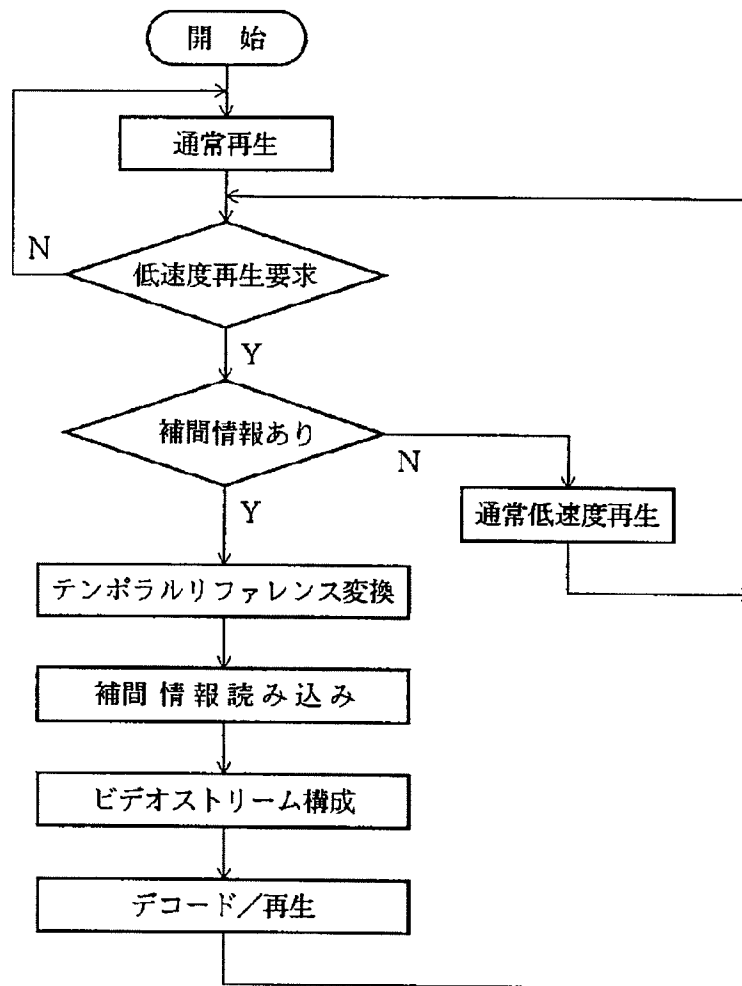 開 始
通常再生
N
低速度再生要求
Y
補間情報あり
N
Y
通常低速度再生
テンポラルリファレンス変換
補間情報読み込み
ビデオストリーム構成
デコード／再生